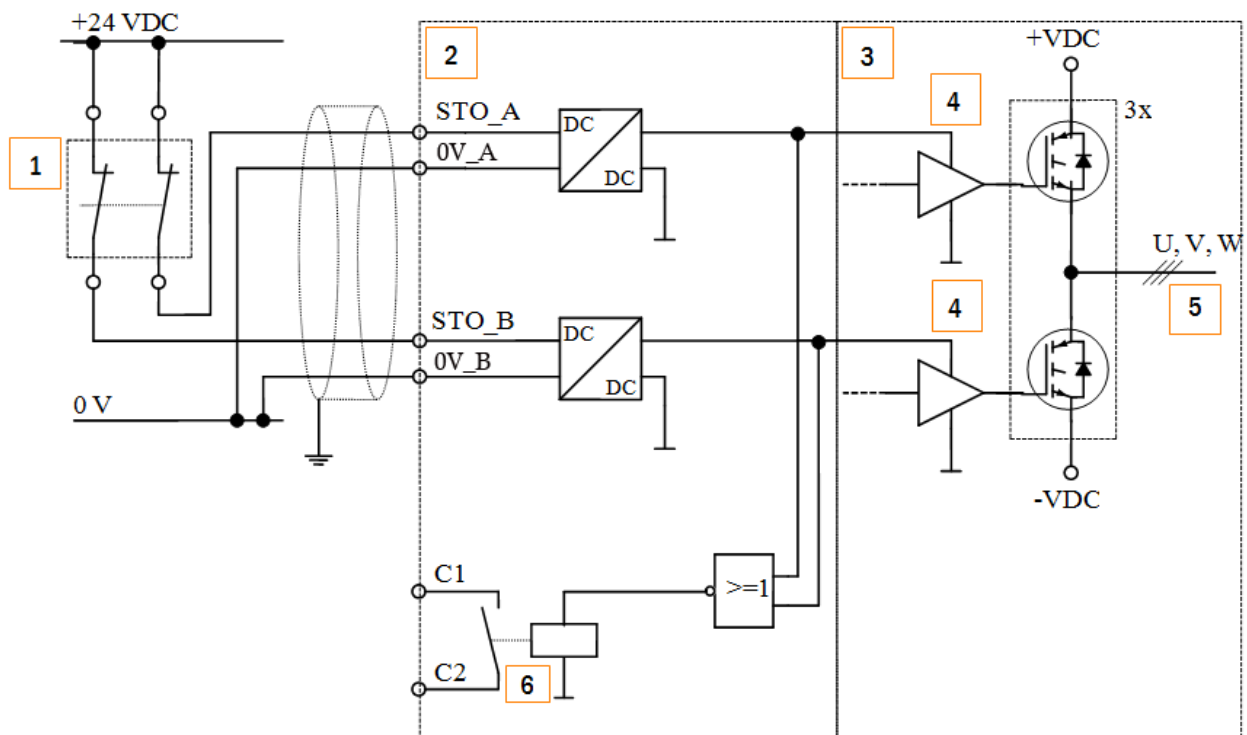 +24 VDC
2
3
+VDC
4
3x
STO_A
DC
DC
1
0V_A
U, V, W
5
4
STO_B
DC
DC
0V_B
0 V
-VDC
C1
>=1
C2
6